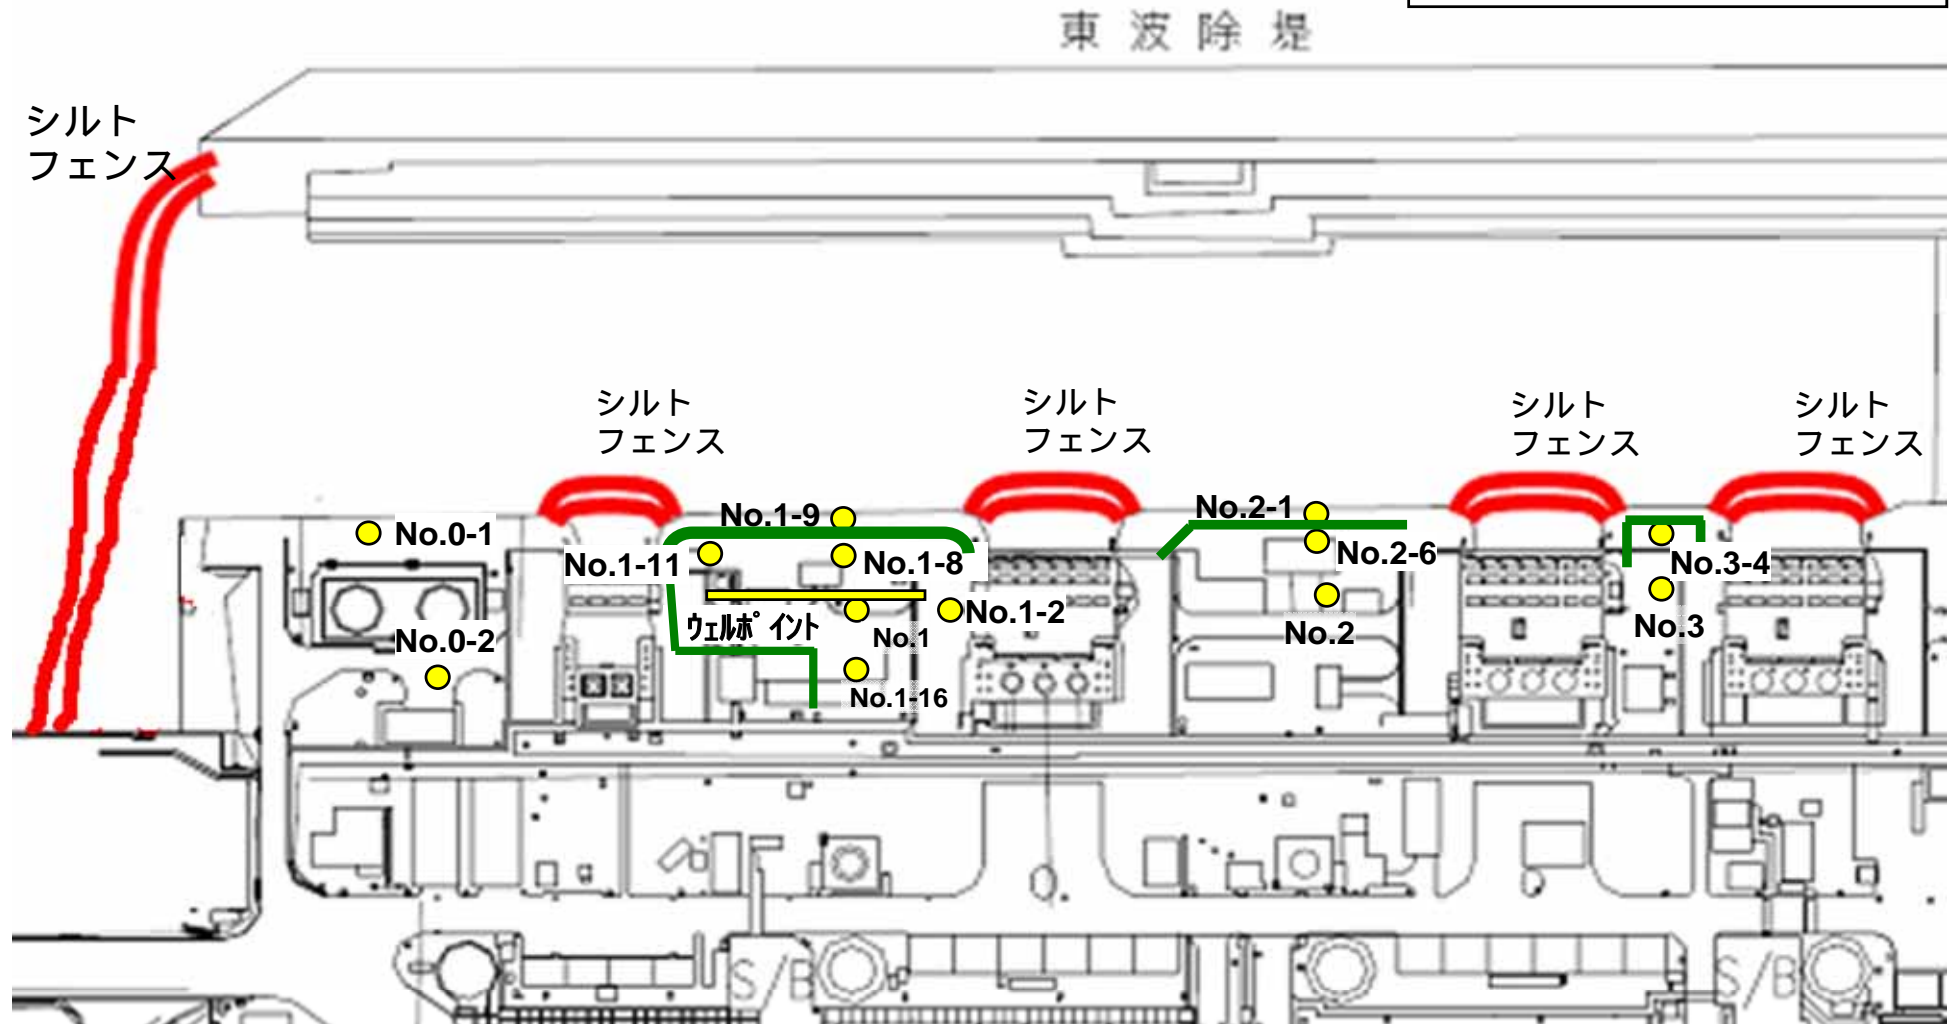 東波除堤
シルト
フェンス
シルト
フェンス
シルト
フェンス
シルト
フェンス
シルト
フェンス
No.0-1
No.0-2
No.1-9
No.1-11
No.1-8
ウェルポイント
No.1
No.1-2
No.1-16
No.2-1
No.2-6
No.2
No.3-4
No.3
S/B
S/B